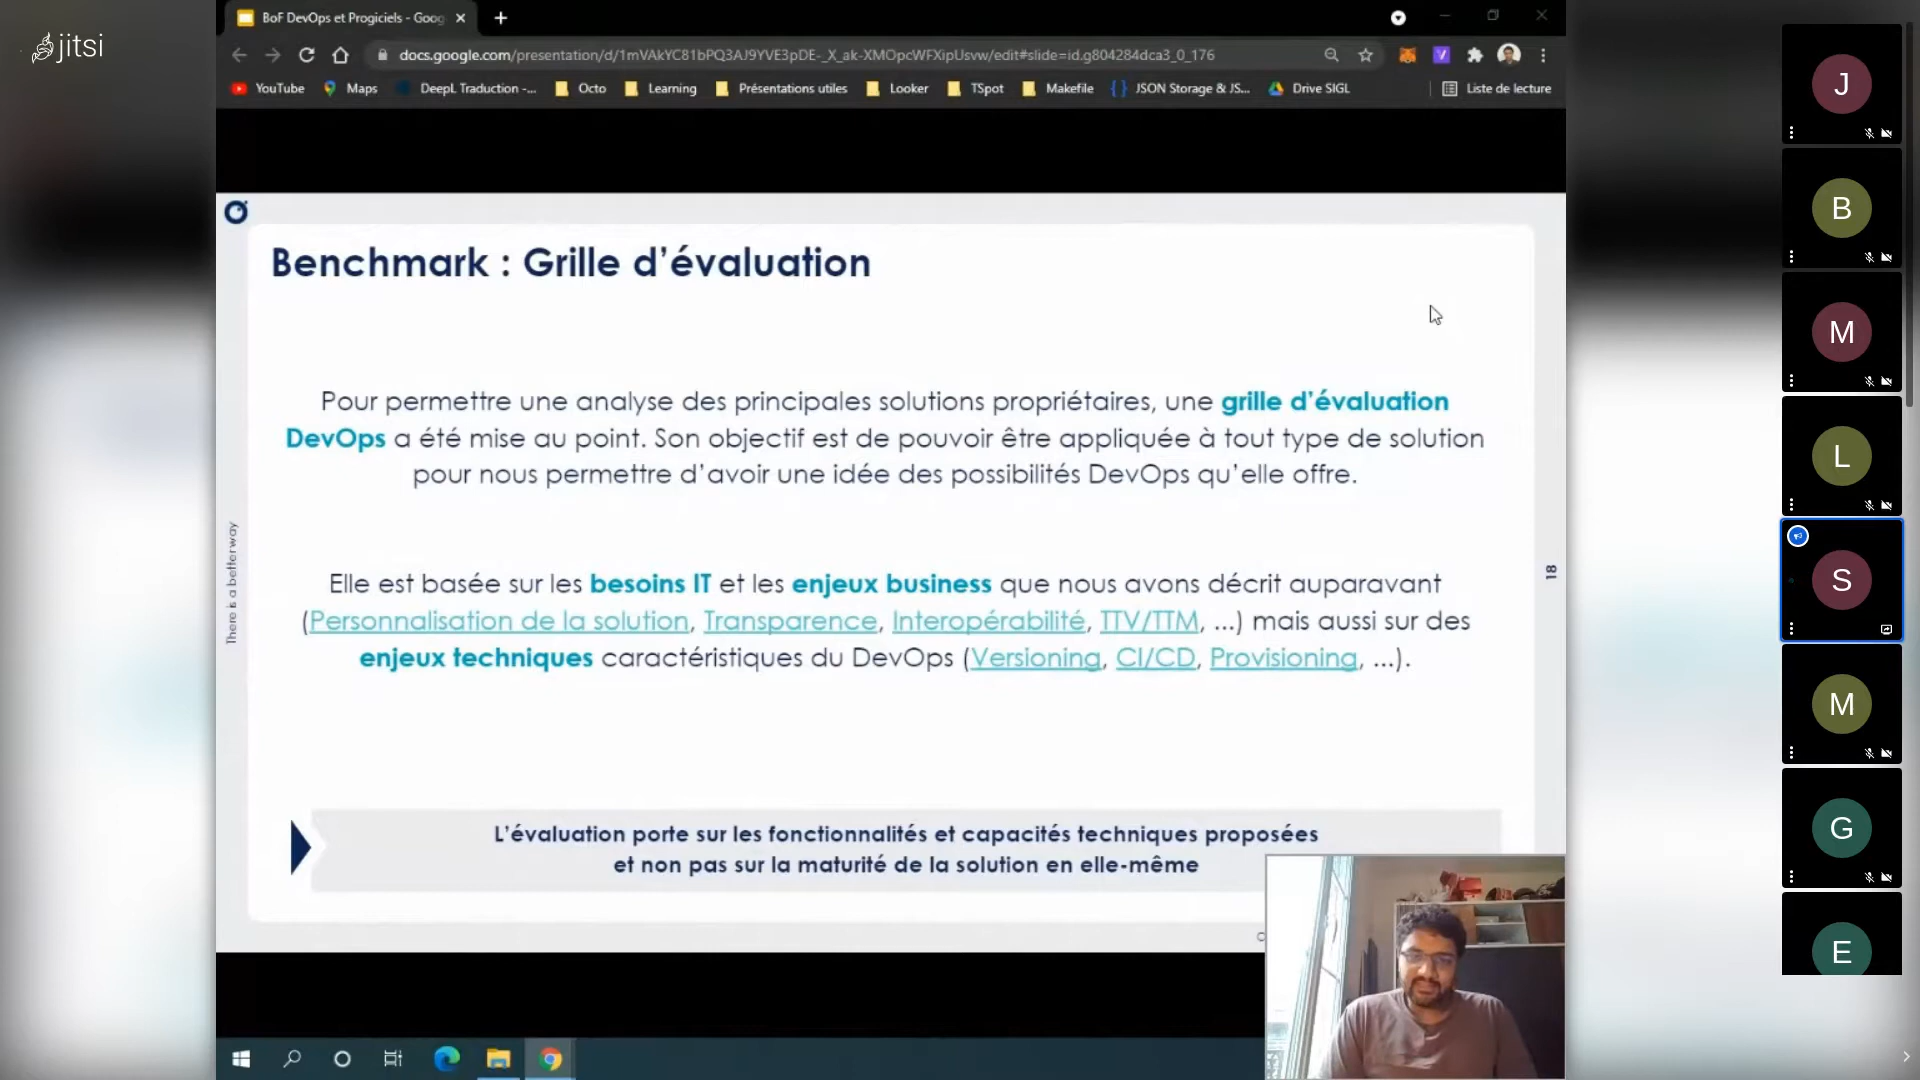 jitsi
BoF DevOps et Progiciels - Goog
docs.google.com/presentation/d/1mVAkYC81bPQ3AJ9YVE3pDE-_X_ak-XMOpcWFXipUsvw/edit#slide=id.g804284dca3_0_176
YouTube Maps DeepL Traduction -... Octo Learning Présentations utiles Looker TSpot Makefile JSON Storage & JS... Drive SIGL Liste de lecture
Benchmark : Grille d'évaluation
Pour permettre une analyse des principales solutions propriétaires, une grille d'évaluation
DevOps a été mise au point. Son objectif est de pouvoir être appliquée à tout type de solution
pour nous permettre d'avoir une idée des possibilités DevOps qu'elle offre.
Elle est basée sur les besoins IT et les enjeux business que nous avons décrit auparavant
(Personnalisation de la solution, Transparence, Interopérabilité, TTV/TTM, ...) mais aussi sur des
enjeux techniques caractéristiques du DevOps (Versioning, CI/CD, Provisioning, ...).
L'évaluation porte sur les fonctionnalités et capacités techniques proposées
et non pas sur la maturité de la solution en elle-même
There is a better way
18
J
B
M
L
S
M
G
E